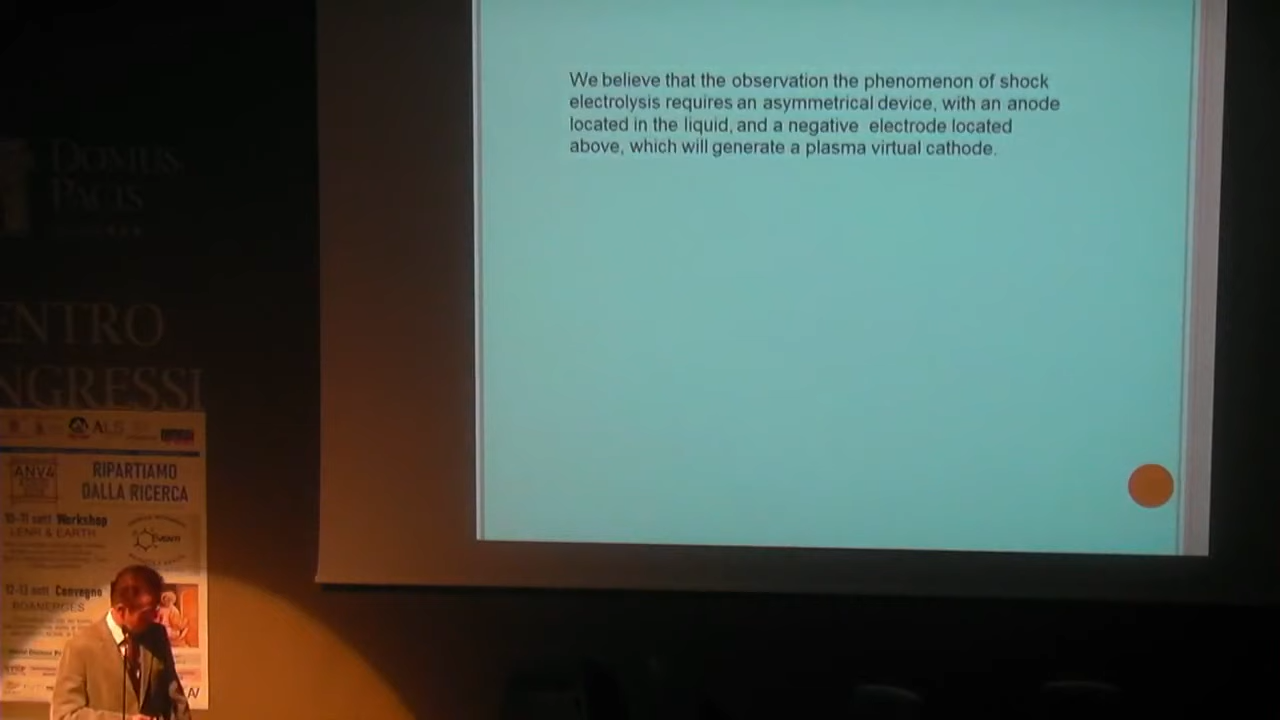 We believe that the observation the phenomenon of shock
electrolysis requires an asymmetrical device, with an anode
located in the liquid, and a negative electrode located
above, which will generate a plasma virtual cathode.
DOMUS
PACIS
ENTRO
NGRESSI
ALS
RIPARTIAMO
DALLA RICERCA
10-11 sett Workshop
LENR & EARTH
EVENTI
12-13 sett Convegno
BOANERGES